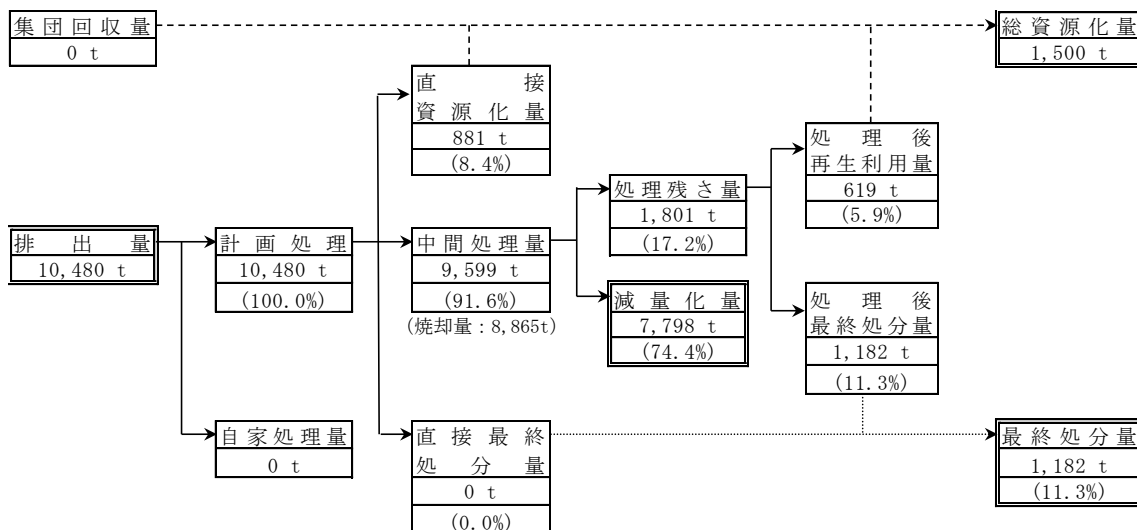 集団回収量
0 t
総資源化量
1,500 t
直接
資源化量
881 t
(8.4%)
処理後
再生利用量
619 t
(5.9%)
処理残さ量
1,801 t
(17.2%)
排出量
10,480 t
計画処理
10,480 t
(100.0%)
中間処理量
9,599 t
(91.6%)
(焼却量：8,865t)
減量化量
7,798 t
(74.4%)
処理後
最終処分量
1,182 t
(11.3%)
自家処理量
0 t
直接最終
処分量
0 t
(0.0%)
最終処分量
1,182 t
(11.3%)